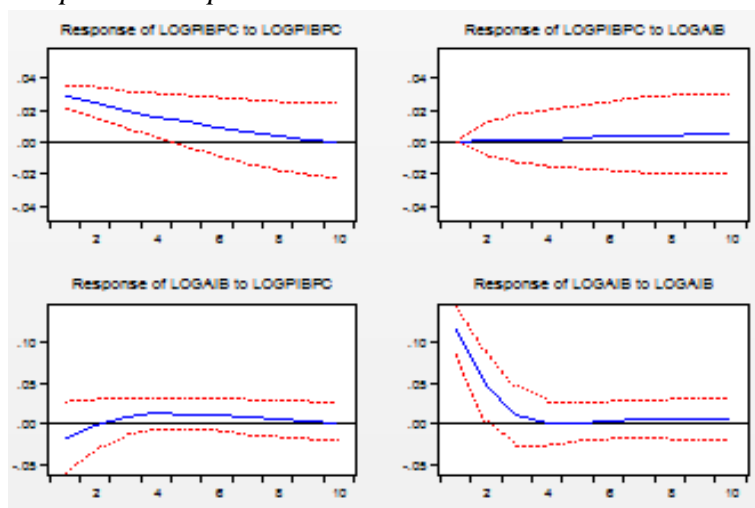 Response of LOGPIBPC to LOGPIBPC
.04
.02
.00
-.02
-.04
2 4 6 8 10
Response of LOGPIBPC to LOGAIB
.04
.02
.00
-.02
-.04
2 4 6 8 10
Response of LOGAIB to LOGPIBPC
.10
.05
.00
-.05
2 4 6 8 10
Response of LOGAIB to LOGAIB
.10
.05
.00
-.05
2 4 6 8 10